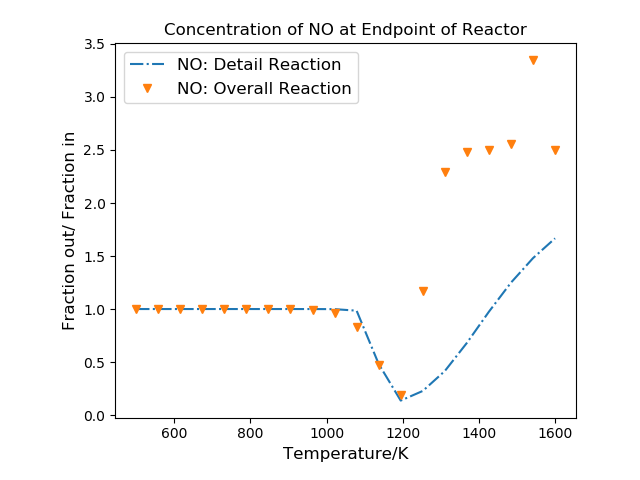 Concentration of NO at Endpoint of Reactor
NO: Detail Reaction
NO: Overall Reaction
Fraction out/ Fraction in
3.5
3.0
2.5
2.0
1.5
1.0
0.5
0.0
600 800 1000 1200 1400 1600
Temperature/K